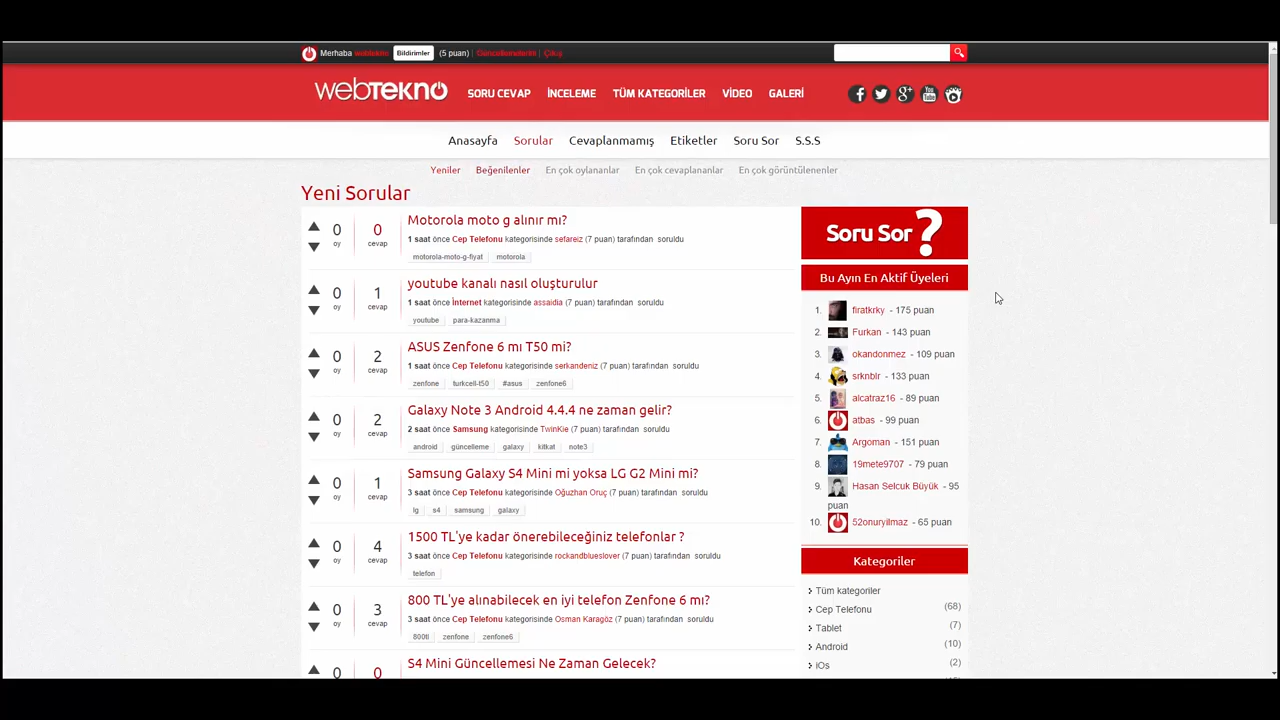 Merhaba webtekno Bildirimler (5 puan) | Güncellemelerim | Çıkış
webTEKNO SORU CEVAP İNCELEME TÜM KATEGORİLER VİDEO GALERİ
Anasayfa Sorular Cevaplanmamış Etiketler Soru Sor S.S.S
Yeniler Beğenilenler En çok oylananlar En çok cevaplananlar En çok görüntülenenler
Yeni Sorular
0 oy 0 cevap
Motorola moto g alınır mı?
1 saat önce Cep Telefonu kategorisinde sefareiz (7 puan) tarafından soruldu
motorola-moto-g-fiyat motorola
0 oy 1 cevap
youtube kanalı nasıl oluşturulur
1 saat önce İnternet kategorisinde assaidia (7 puan) tarafından soruldu
youtube para-kazanma
0 oy 2 cevap
ASUS Zenfone 6 mı T50 mi?
1 saat önce Cep Telefonu kategorisinde serkandeniz (7 puan) tarafından soruldu
zenfone turkcell-t50 #asus zenfone6
0 oy 2 cevap
Galaxy Note 3 Android 4.4.4 ne zaman gelir?
2 saat önce Samsung kategorisinde TwinKie (7 puan) tarafından soruldu
android güncelleme galaxy kitkat note3
0 oy 1 cevap
Samsung Galaxy S4 Mini mi yoksa LG G2 Mini mi?
3 saat önce Cep Telefonu kategorisinde Oğuzhan Oruç (7 puan) tarafından soruldu
lg s4 samsung galaxy
0 oy 4 cevap
1500 TL'ye kadar önerebileceğiniz telefonlar ?
3 saat önce Cep Telefonu kategorisinde rockandblueslover (7 puan) tarafından soruldu
telefon
0 oy 3 cevap
800 TL'ye alınabilecek en iyi telefon Zenfone 6 mı?
3 saat önce Cep Telefonu kategorisinde Osman Karagöz (7 puan) tarafından soruldu
800tl zenfone zenfone6
0 0
S4 Mini Güncellemesi Ne Zaman Gelecek?
Soru Sor ?
Bu Ayın En Aktif Üyeleri
1. firatkrky - 175 puan
2. Furkan - 143 puan
3. okandonmez - 109 puan
4. srknblr - 133 puan
5. alcatraz16 - 89 puan
6. atbas - 99 puan
7. Argoman - 151 puan
8. 19mete9707 - 79 puan
9. Hasan Selcuk Büyük - 95
puan
10. 52onuryilmaz - 65 puan
Kategoriler
Tüm kategoriler
Cep Telefonu (68)
Tablet (7)
Android (10)
iOs (2)